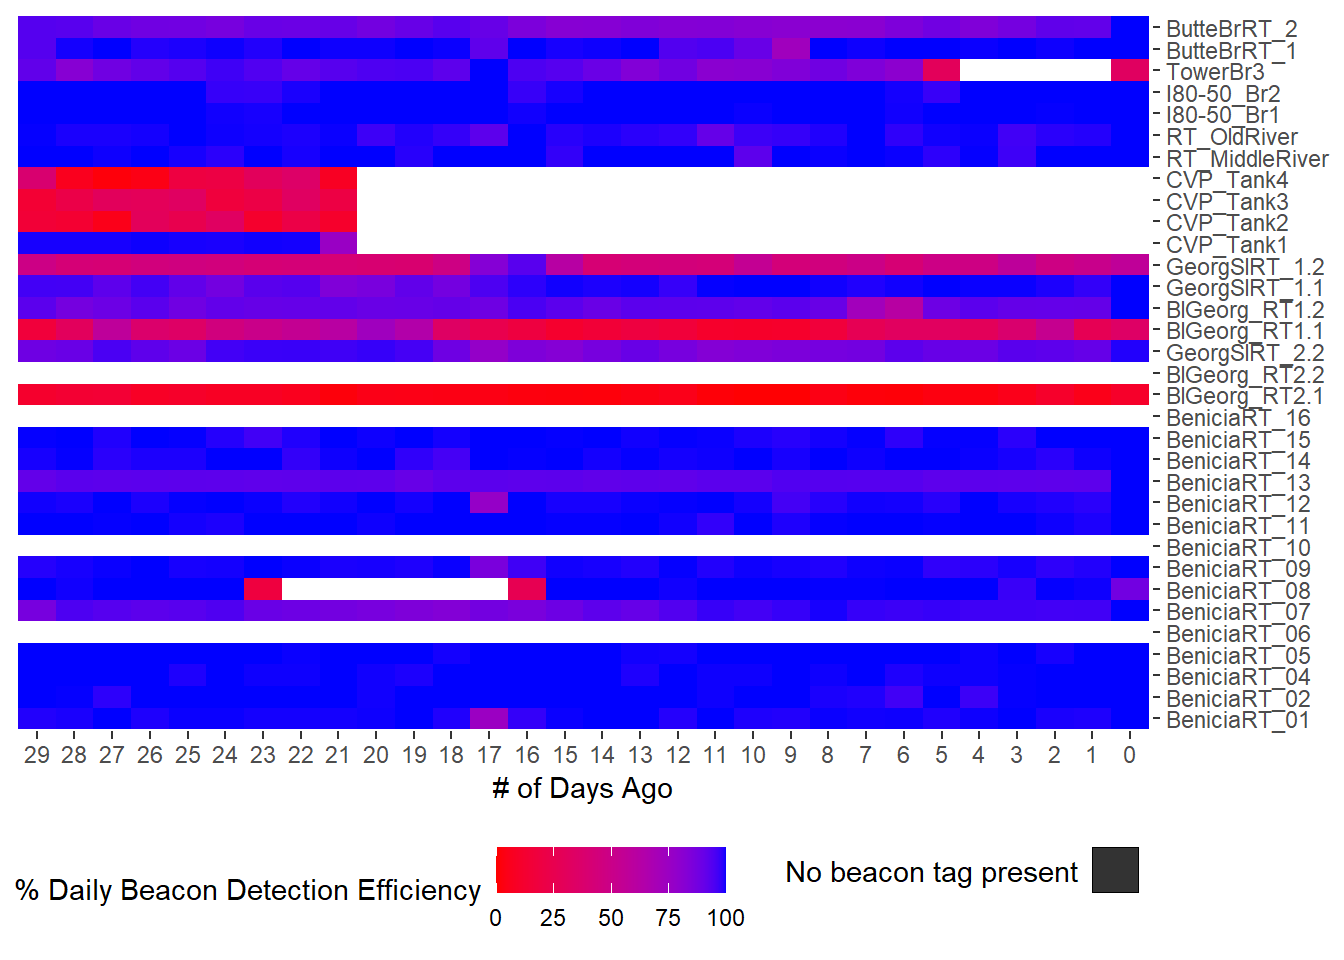 ButteBrRT_2
ButteBrRT_1
TowerBr3
I80-50_Br2
I80-50_Br1
RT_OldRiver
RT_MiddleRiver
CVP_Tank4
CVP_Tank3
CVP_Tank2
CVP_Tank1
GeorgSlRT_1.2
GeorgSlRT_1.1
BlGeorg_RT1.2
BlGeorg_RT1.1
GeorgSlRT_2.2
BlGeorg_RT2.2
BlGeorg_RT2.1
BeniciaRT_16
BeniciaRT_15
BeniciaRT_14
BeniciaRT_13
BeniciaRT_12
BeniciaRT_11
BeniciaRT_10
BeniciaRT_09
BeniciaRT_08
BeniciaRT_07
BeniciaRT_06
BeniciaRT_05
BeniciaRT_04
BeniciaRT_02
BeniciaRT_01
29 28 27 26 25 24 23 22 21 20 19 18 17 16 15 14 13 12 11 10 9 8 7 6 5 4 3 2 1 0
# of Days Ago
% Daily Beacon Detection Efficiency
0 25 50 75 100
No beacon tag present